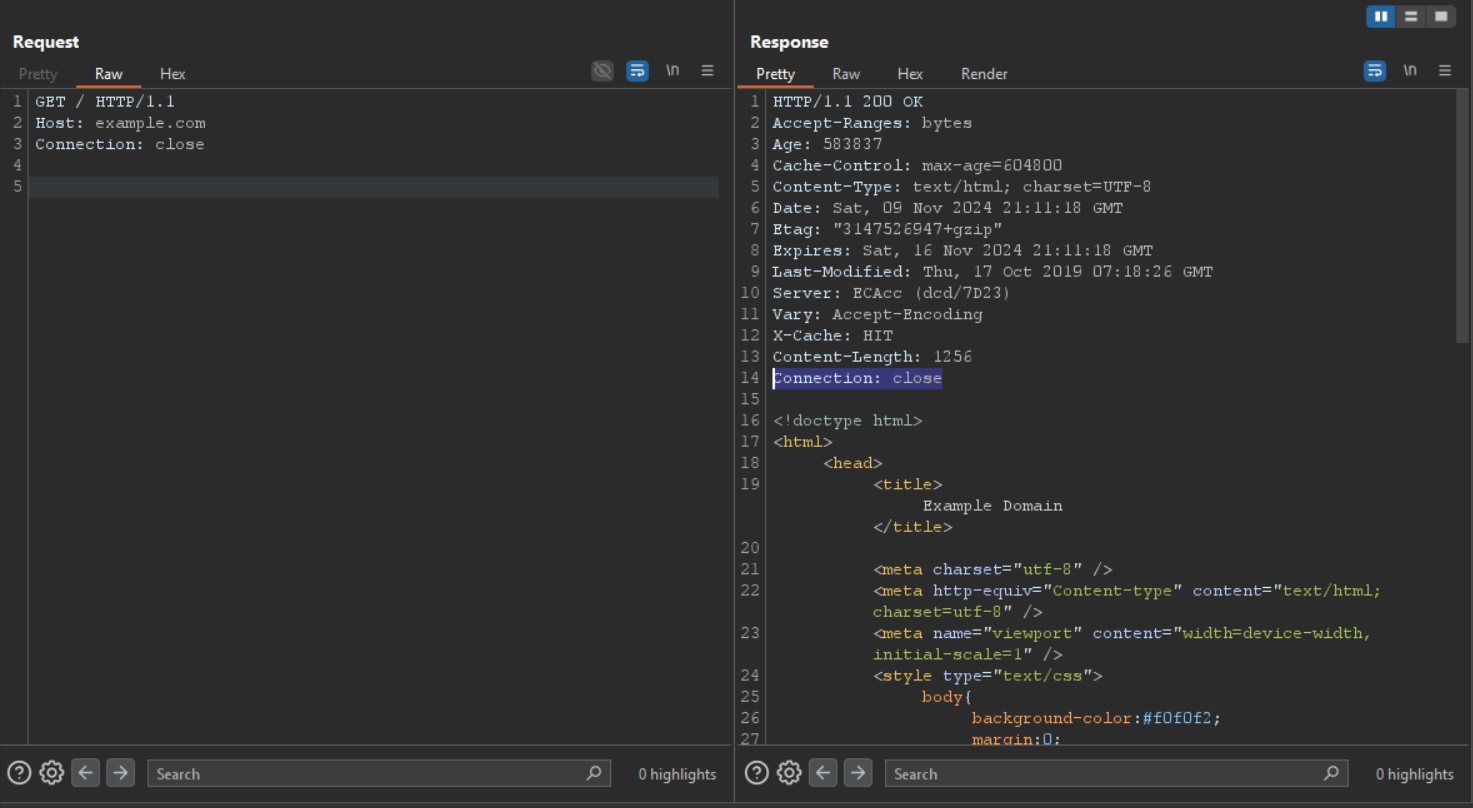 Request
Pretty Raw Hex \n
1 GET / HTTP/1.1
2 Host: example.com
3 Connection: close
4
5
Search 0 highlights
Response
Pretty Raw Hex Render \n
1 HTTP/1.1 200 OK
2 Accept-Ranges: bytes
3 Age: 583837
4 Cache-Control: max-age=604800
5 Content-Type: text/html; charset=UTF-8
6 Date: Sat, 09 Nov 2024 21:11:18 GMT
7 Etag: "3147526947+gzip"
8 Expires: Sat, 16 Nov 2024 21:11:18 GMT
9 Last-Modified: Thu, 17 Oct 2019 07:18:26 GMT
10 Server: ECAcc (dcd/7D23)
11 Vary: Accept-Encoding
12 X-Cache: HIT
13 Content-Length: 1256
14 Connection: close
15
16 <!doctype html>
17 <html>
18 <head>
19 <title>
Example Domain
</title>
20
21 <meta charset="utf-8" />
22 <meta http-equiv="Content-type" content="text/html;
charset=utf-8" />
23 <meta name="viewport" content="width=device-width,
initial-scale=1" />
24 <style type="text/css">
25 body{
26 background-color:#f0f0f2;
27 margin:0;
Search 0 highlights